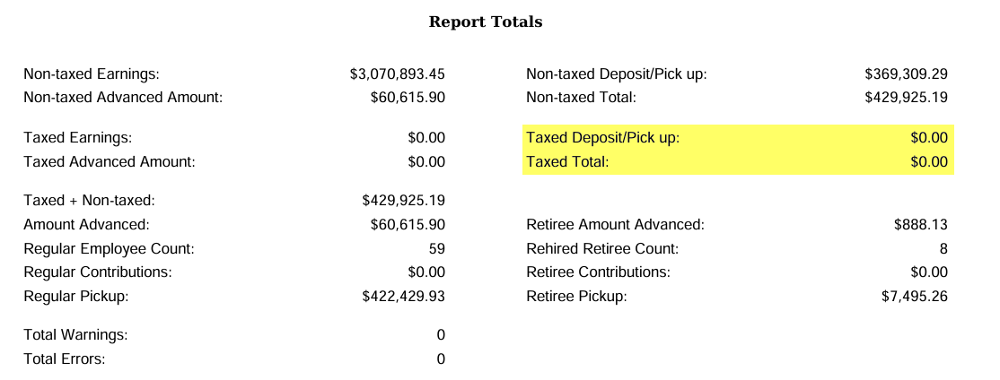 Report Totals
Non-taxed Earnings: $3,070,893.45 Non-taxed Deposit/Pick up: $369,309.29
Non-taxed Advanced Amount: $60,615.90 Non-taxed Total: $429,925.19
Taxed Earnings: $0.00 Taxed Deposit/Pick up: $0.00
Taxed Advanced Amount: $0.00 Taxed Total: $0.00
Taxed + Non-taxed: $429,925.19
Amount Advanced: $60,615.90 Retiree Amount Advanced: $888.13
Regular Employee Count: 59 Rehired Retiree Count: 8
Regular Contributions: $0.00 Retiree Contributions: $0.00
Regular Pickup: $422,429.93 Retiree Pickup: $7,495.26
Total Warnings: 0
Total Errors: 0